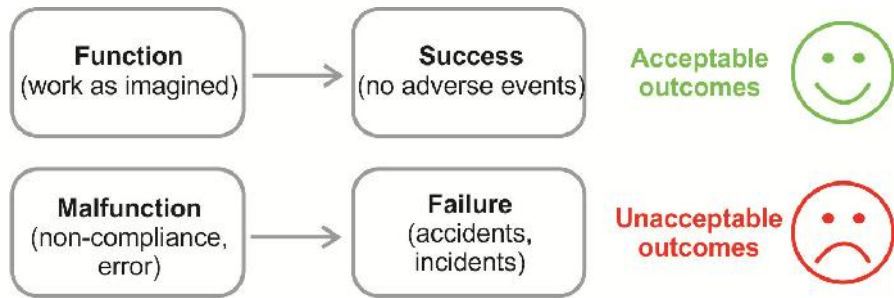 Function
(work as imagined)
Success
(no adverse events)
Acceptable
outcomes
Malfunction
(non-compliance,
error)
Failure
(accidents,
incidents)
Unacceptable
outcomes